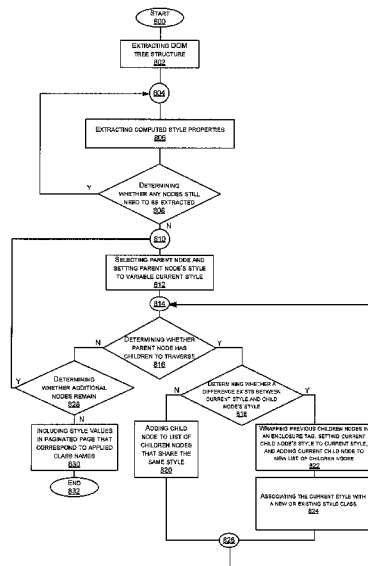 START
800
EXTRACTING DOM
TREE STRUCTURE
802
804
EXTRACTING COMPUTED STYLE PROPERTIES
806
DETERMINING
WHETHER ANY NODES STILL
NEED TO BE EXTRACTED
808
Y
N
810
SELECTING PARENT NODE AND
SETTING PARENT NODE'S STYLE
TO VARIABLE CURRENT STYLE
812
814
DETERMINING WHETHER
PARENT NODE HAS
CHILDREN TO TRAVERSE
816
N
Y
DETERMINING
WHETHER ADDITIONAL
NODES REMAIN
828
Y
N
DETERMINING WHETHER A
DIFFERENCE EXISTS BETWEEN
CURRENT STYLE AND CHILD
NODE'S STYLE
818
N
Y
INCLUDING STYLE VALUES
IN PAGINATED PAGE THAT
CORRESPOND TO APPLIED
CLASS NAMES
830
END
832
ADDING CHILD
NODE TO LIST OF
CHILDREN NODES
THAT SHARE THE
SAME STYLE
820
WRAPPING PREVIOUS CHILDREN NODES
IN AN ENCLOSURE TAG, SETTING CURRENT
CHILD NODE'S STYLE TO CURRENT STYLE,
AND ADDING CURRENT CHILD NODE TO
NEW LIST OF CHILDREN NODES
822
ASSOCIATING THE CURRENT STYLE WITH
A NEW OR EXISTING STYLE CLASS
824
826